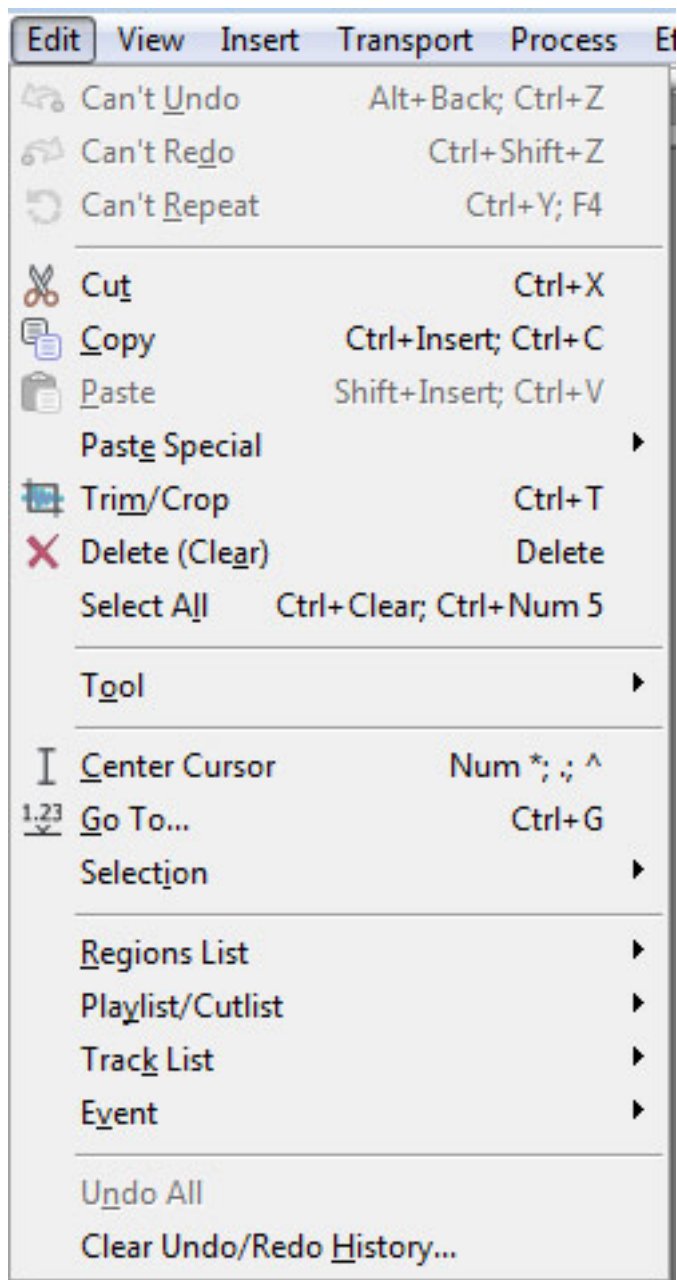 Edit View Insert Transport Process
Can't Undo Alt+Back; Ctrl+Z
Can't Redo Ctrl+Shift+Z
Can't Repeat Ctrl+Y; F4
Cut Ctrl+X
Copy Ctrl+Insert; Ctrl+C
Paste Shift+Insert; Ctrl+V
Paste Special
Trim/Crop Ctrl+T
Delete (Clear) Delete
Select All Ctrl+Clear; Ctrl+Num 5
Tool
Center Cursor Num *; .; ^
1.23 Go To... Ctrl+G
Selection
Regions List
Playlist/Cutlist
Track List
Event
Undo All
Clear Undo/Redo History...